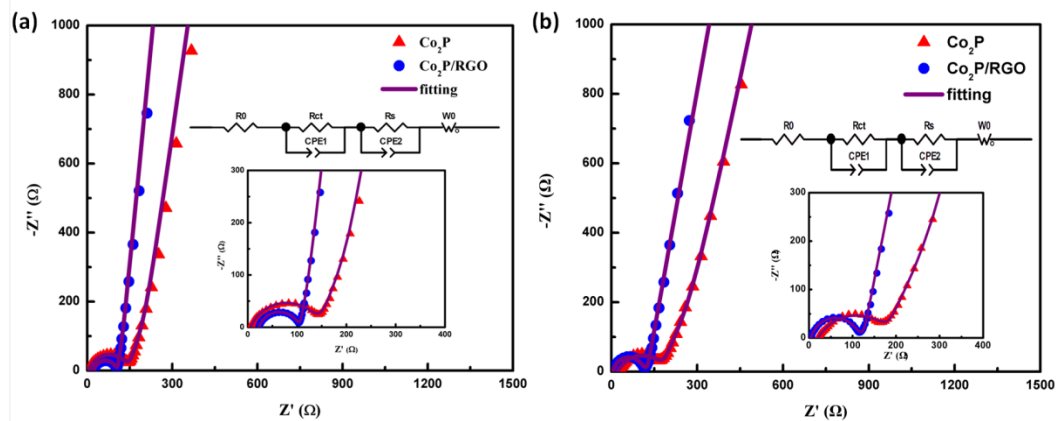 (a)
1000
800
600
400
200
0
0
300
600
900
1200
1500
-Z'' (Ω)
Z' (Ω)
Co₂P
Co₂P/RGO
fitting
R0
Rct
Rs
W0
CPE1
CPE2
300
200
100
0
0
100
200
300
400
-Z'' (Ω)
Z' (Ω)
(b)
1000
800
600
400
200
0
0
300
600
900
1200
1500
-Z'' (Ω)
Z' (Ω)
Co₂P
Co₂P/RGO
fitting
R0
Rct
Rs
W0
CPE1
CPE2
300
200
100
0
0
100
200
300
400
-Z'' (Ω)
Z' (Ω)